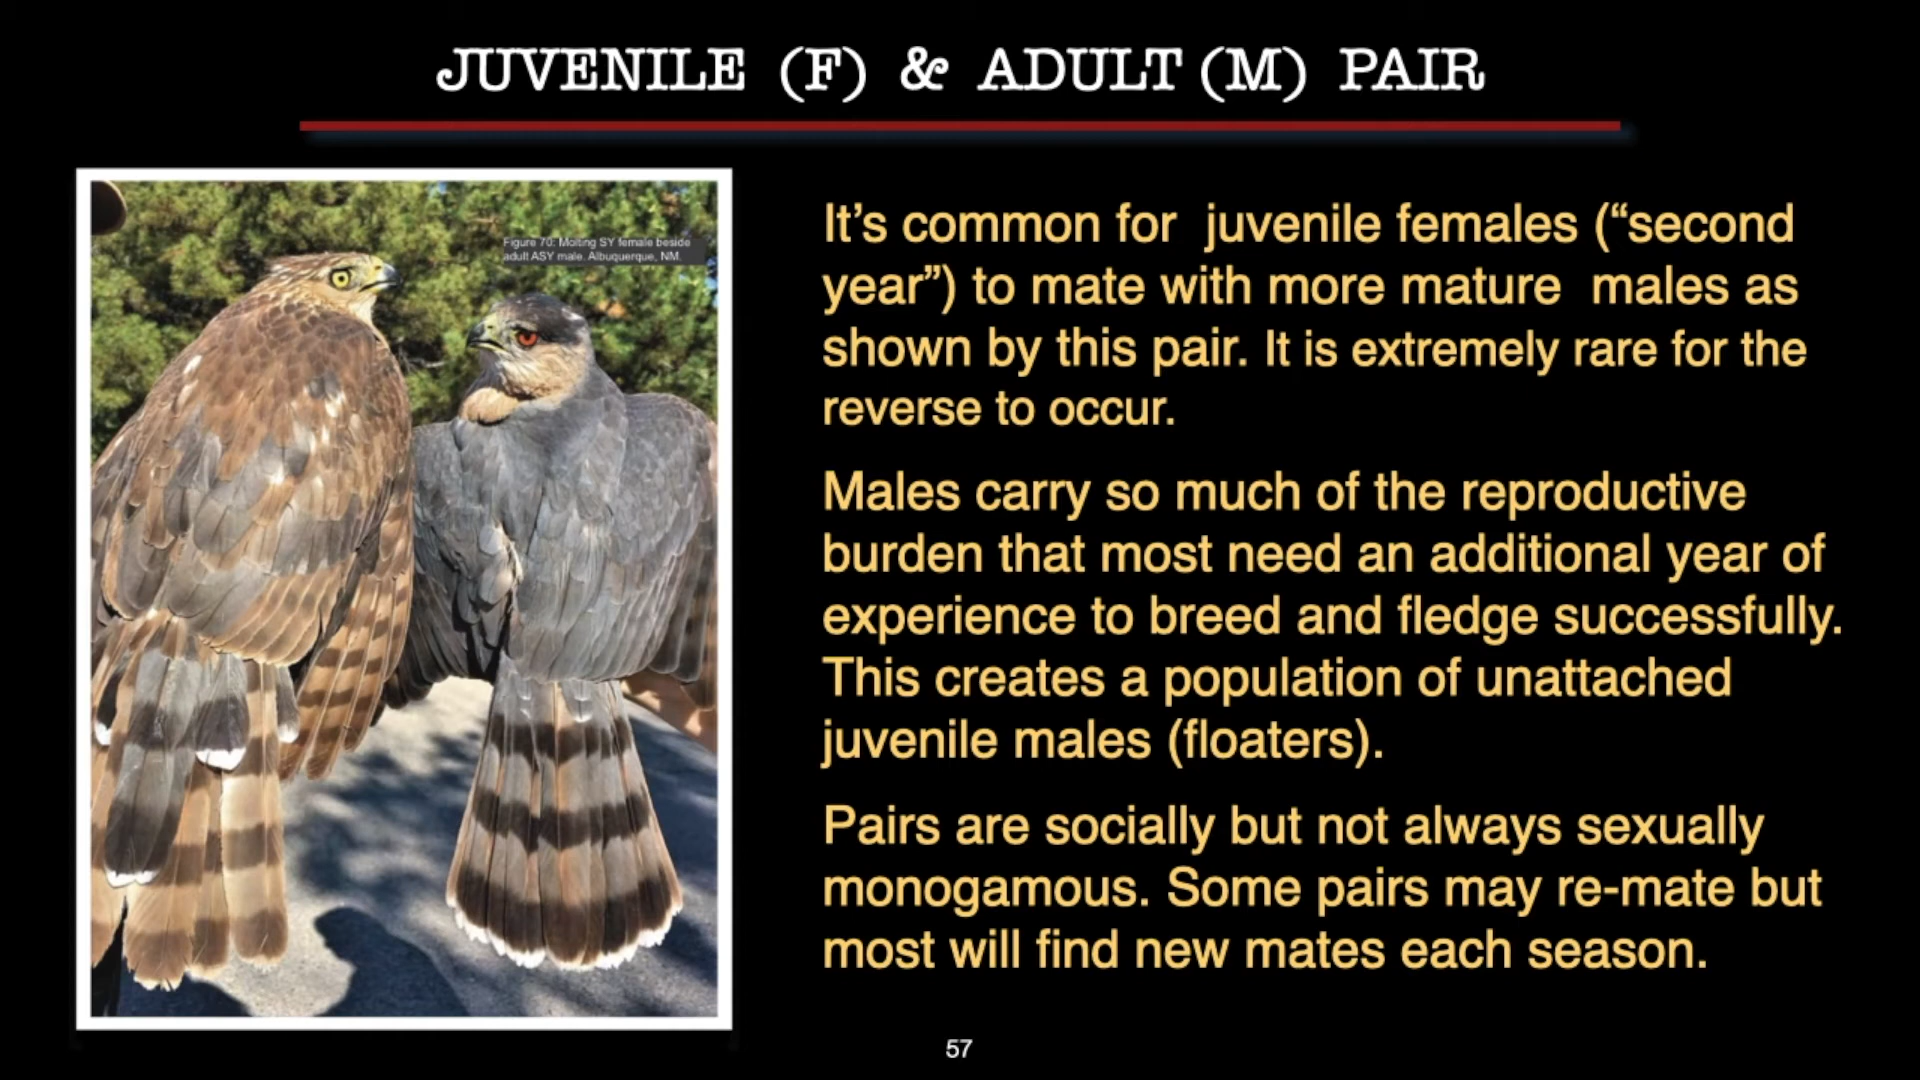 JUVENILE (F) & ADULT (M) PAIR
Figure 70: Molting SY female beside
adult ASY male. Albuquerque, NM.
It’s common for juvenile females (“second
year”) to mate with more mature males as
shown by this pair. It is extremely rare for the
reverse to occur.
Males carry so much of the reproductive
burden that most need an additional year of
experience to breed and fledge successfully.
This creates a population of unattached
juvenile males (floaters).
Pairs are socially but not always sexually
monogamous. Some pairs may re-mate but
most will find new mates each season.
57